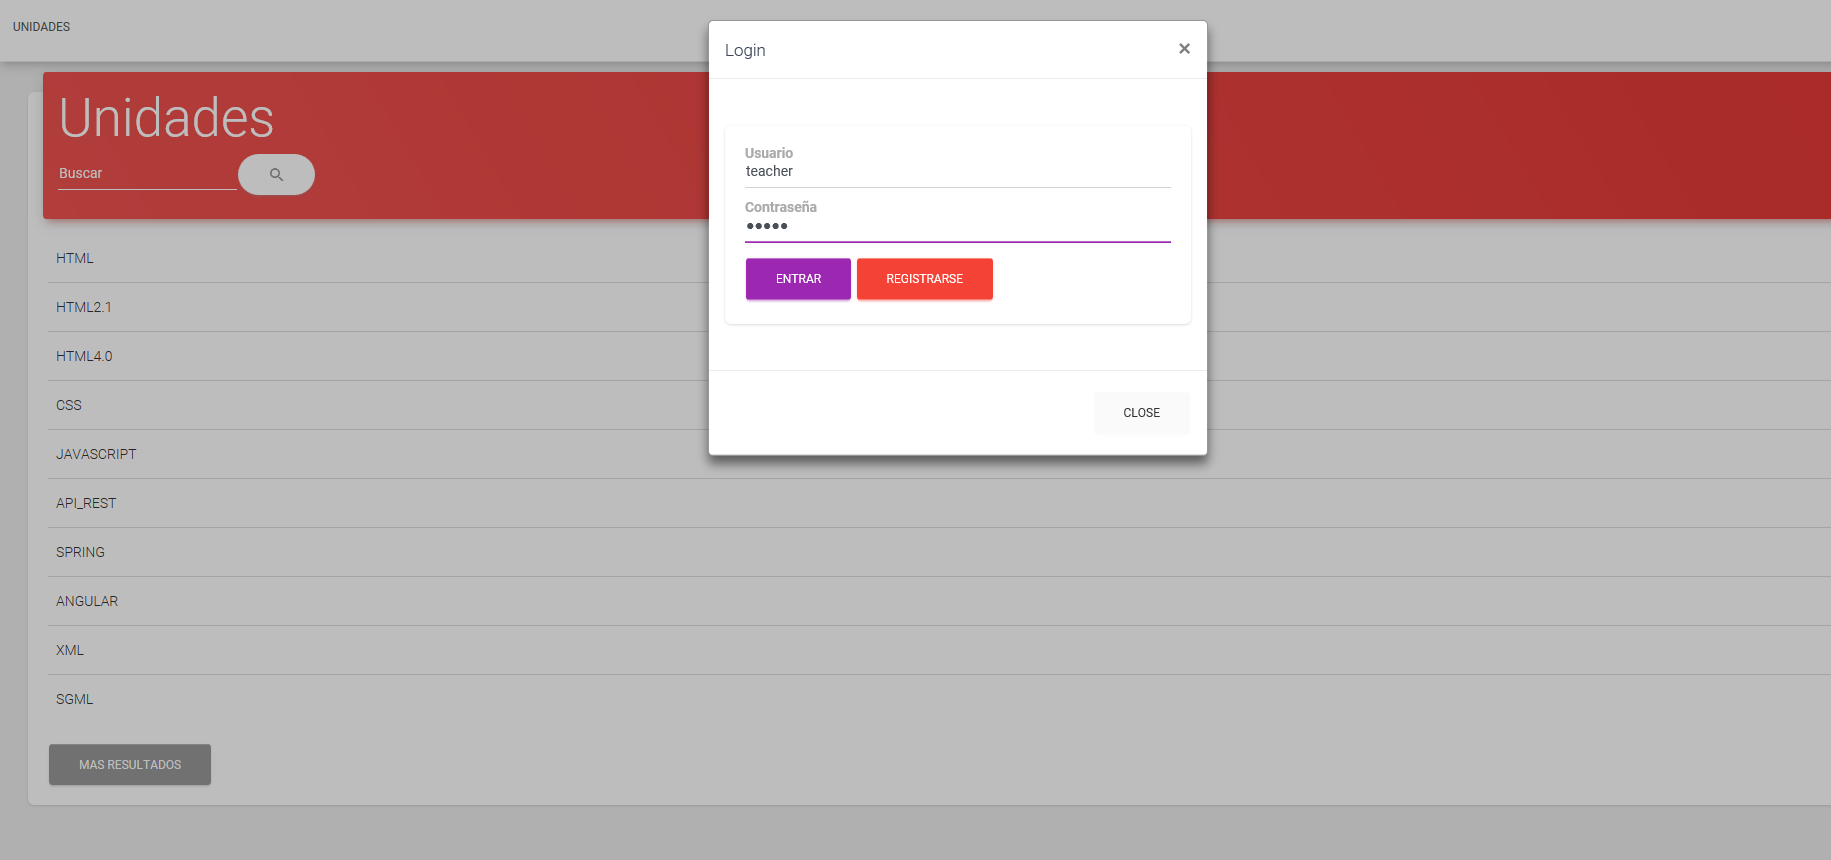 UNIDADES
Login
×
Unidades
Buscar
Usuario
teacher
Contraseña
●●●●●
ENTRAR
REGISTRARSE
CLOSE
HTML
HTML2.1
HTML4.0
CSS
JAVASCRIPT
API_REST
SPRING
ANGULAR
XML
SGML
MAS RESULTADOS